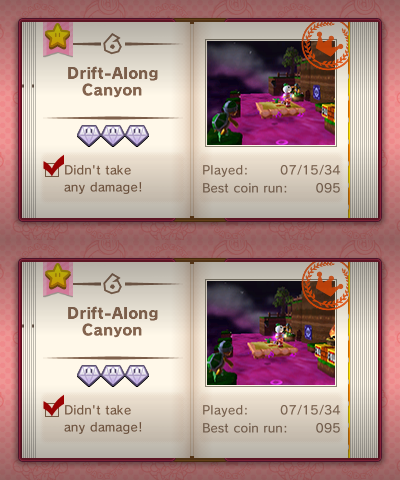 6
Drift-Along
Canyon
Didn't take
any damage!
Played: 07/15/34
Best coin run: 095
6
Drift-Along
Canyon
Didn't take
any damage!
Played: 07/15/34
Best coin run: 095